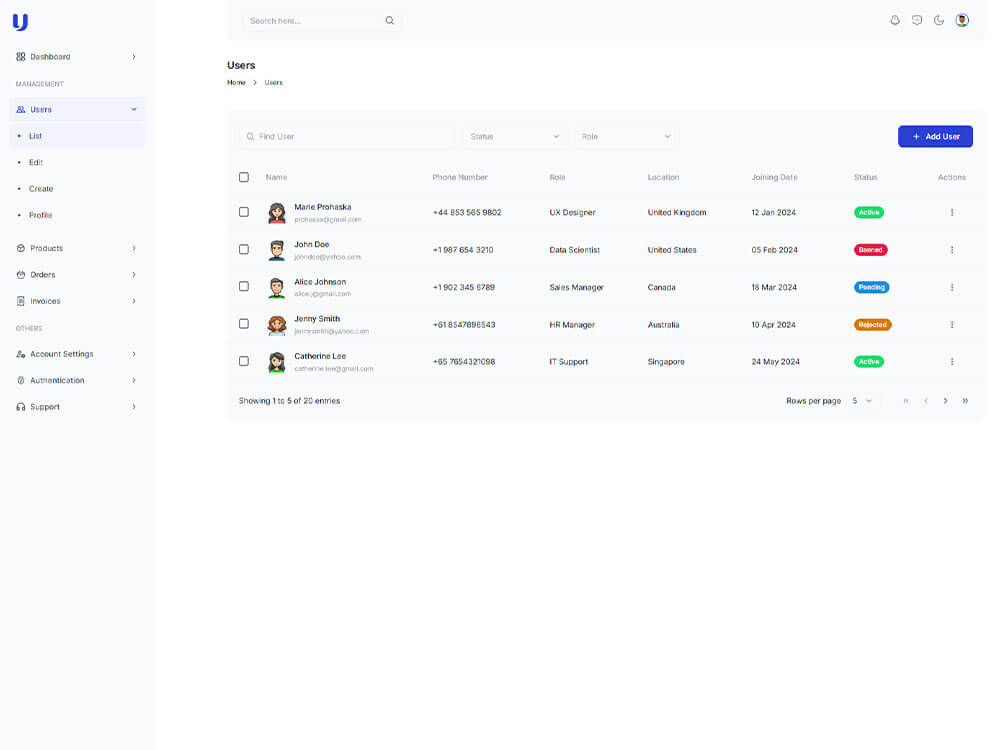 Search here...
Dashboard
MANAGEMENT
Users
List
Edit
Create
Profile
Products
Orders
Invoices
OTHERS
Account Settings
Authentication
Support
Users
Home > Users
Find User
Status
Role
+ Add User
Name Phone Number Role Location Joining Date Status Actions
Marie Prohaska
prohaska@gmail.com
+44 853 565 9802 UX Designer United Kingdom 12 Jan 2024 Active
John Doe
johndoe@yahoo.com
+1 987 654 3210 Data Scientist United States 05 Feb 2024 Banned
Alice Johnson
alice.j@gmail.com
+1 902 345 6789 Sales Manager Canada 18 Mar 2024 Pending
Jenny Smith
jennysmith@yahoo.com
+61 8547896543 HR Manager Australia 10 Apr 2024 Rejected
Catherine Lee
catherine.lee@gmail.com
+65 7654321098 IT Support Singapore 24 May 2024 Active
Showing 1 to 5 of 20 entries
Rows per page 5